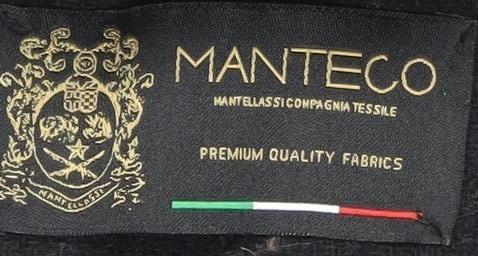 MANTECO
MANTELLASSI COMPAGNIA TESSILE
PREMIUM QUALITY FABRICS
MANTELLASSI